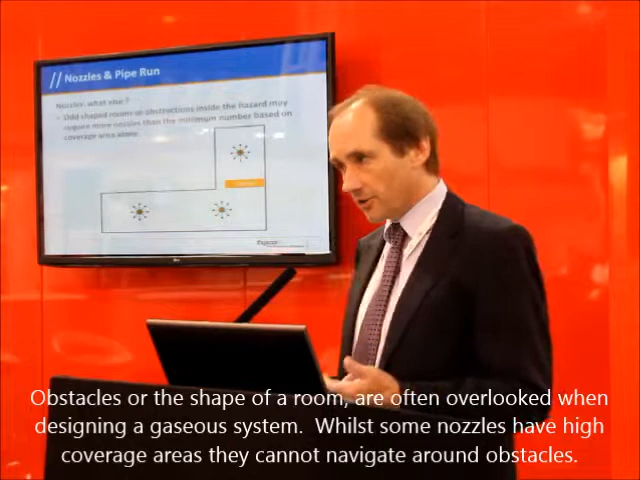 // Nozzles & Pipe Run
Nozzles, what else ?
Odd shaped rooms or obstructions inside the hazard may
require more nozzles than the minimum number based on
coverage area alone.
Obstacles or the shape of a room, are often overlooked when
designing a gaseous system. Whilst some nozzles have high
coverage areas they cannot navigate around obstacles.